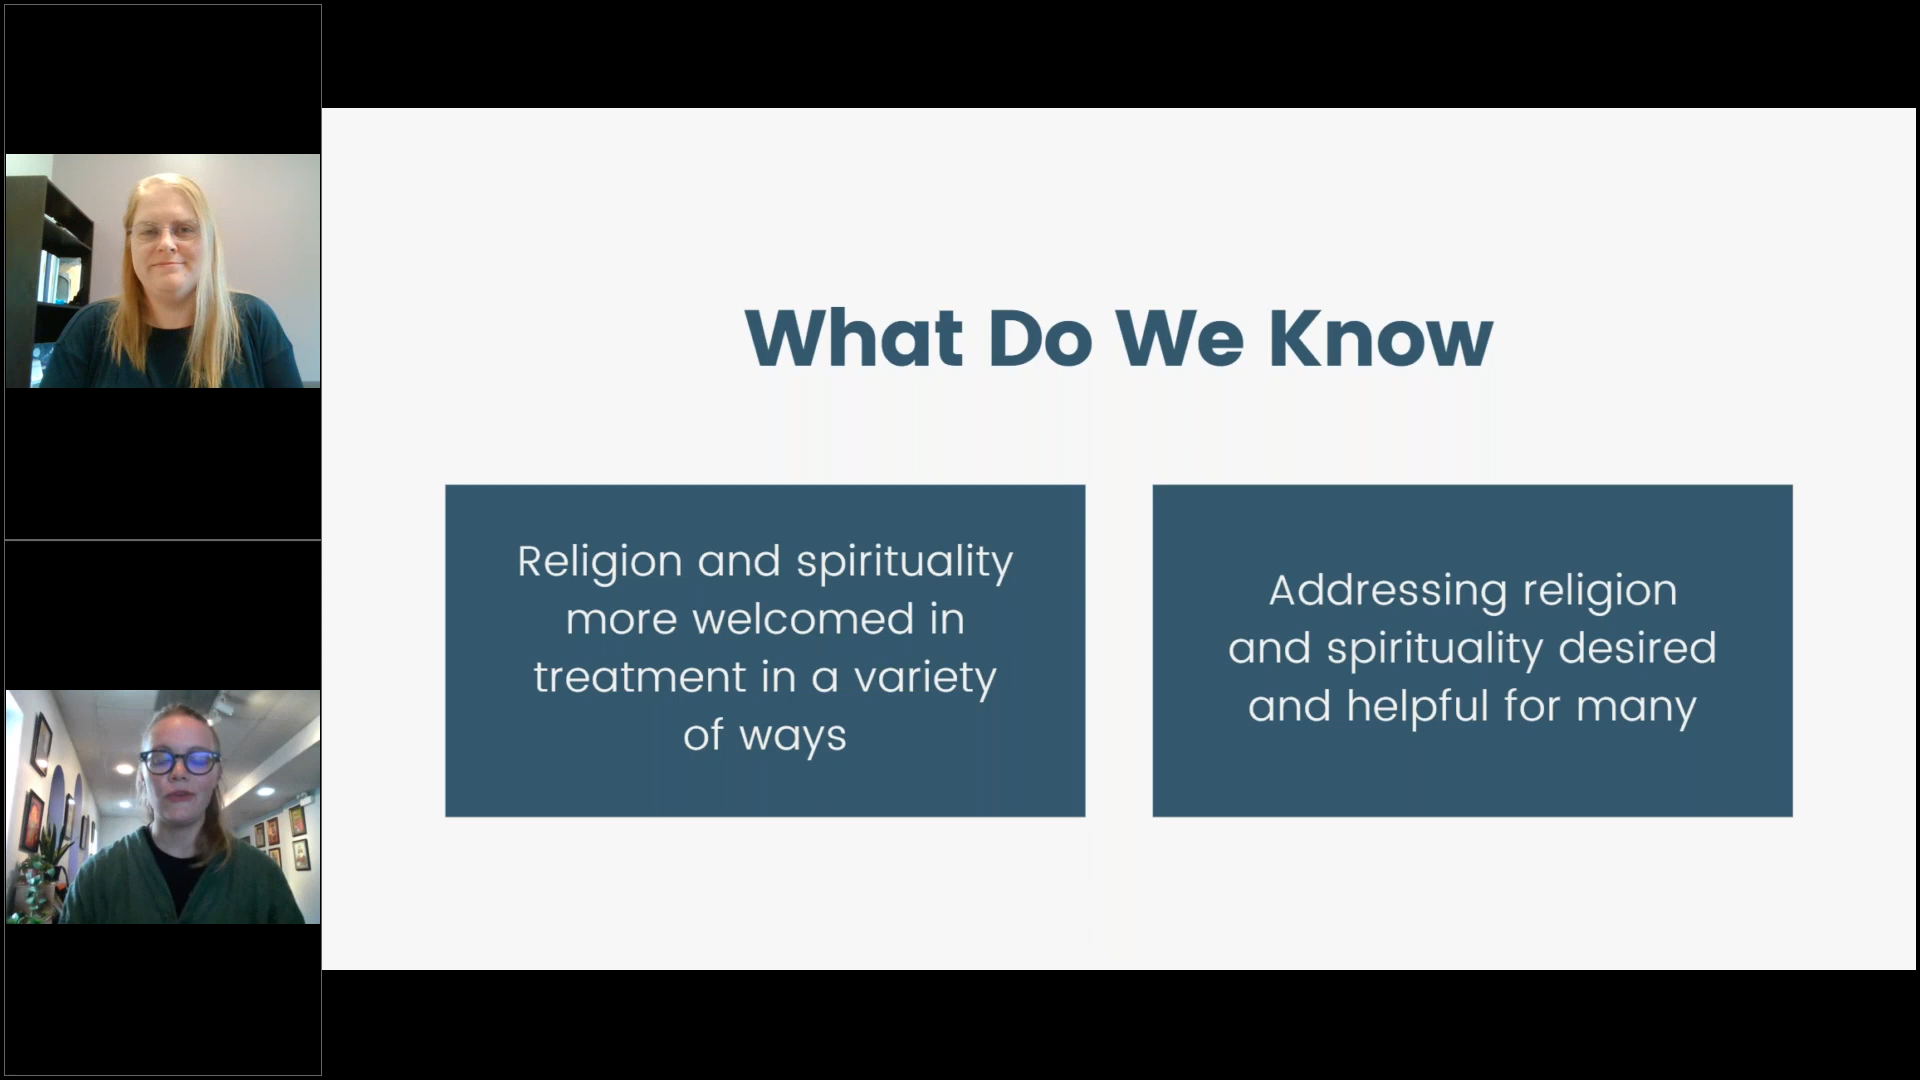 What Do We Know
Religion and spirituality
more welcomed in
treatment in a variety
of ways
Addressing religion
and spirituality desired
and helpful for many